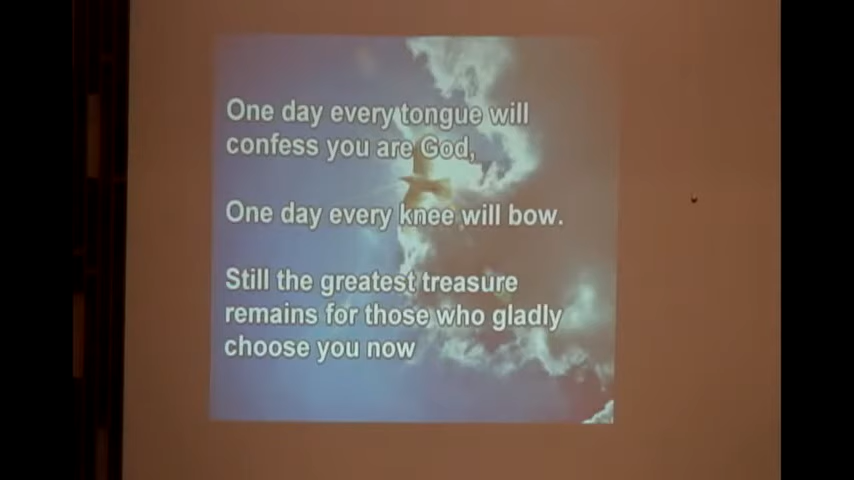 One day every tongue will
confess you are God,
One day every knee will bow.
Still the greatest treasure
remains for those who gladly
choose you now